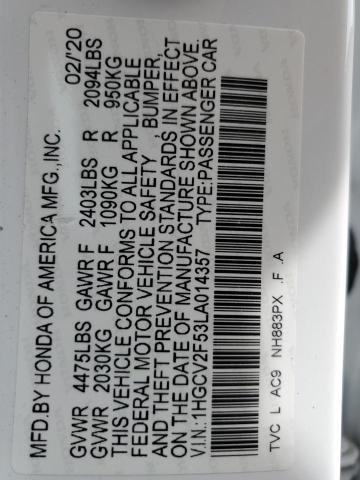 MFD.BY HONDA OF AMERICA MFG.,INC. 02/'20
GVWR 4475LBS GAWR F 2403LBS R 2094LBS
GVWR 2030KG GAWR F 1090KG R 950KG
THIS VEHICLE CONFORMS TO ALL APPLICABLE
FEDERAL MOTOR VEHICLE SAFETY , BUMPER,
AND THEFT PREVENTION STANDARDS IN EFFECT
ON THE DATE OF MANUFACTURE SHOWN ABOVE.
V.I.N.:1HGCV2F53LA014357 TYPE:PASSENGER CAR
TVC L AC9 NH883PX .F .A